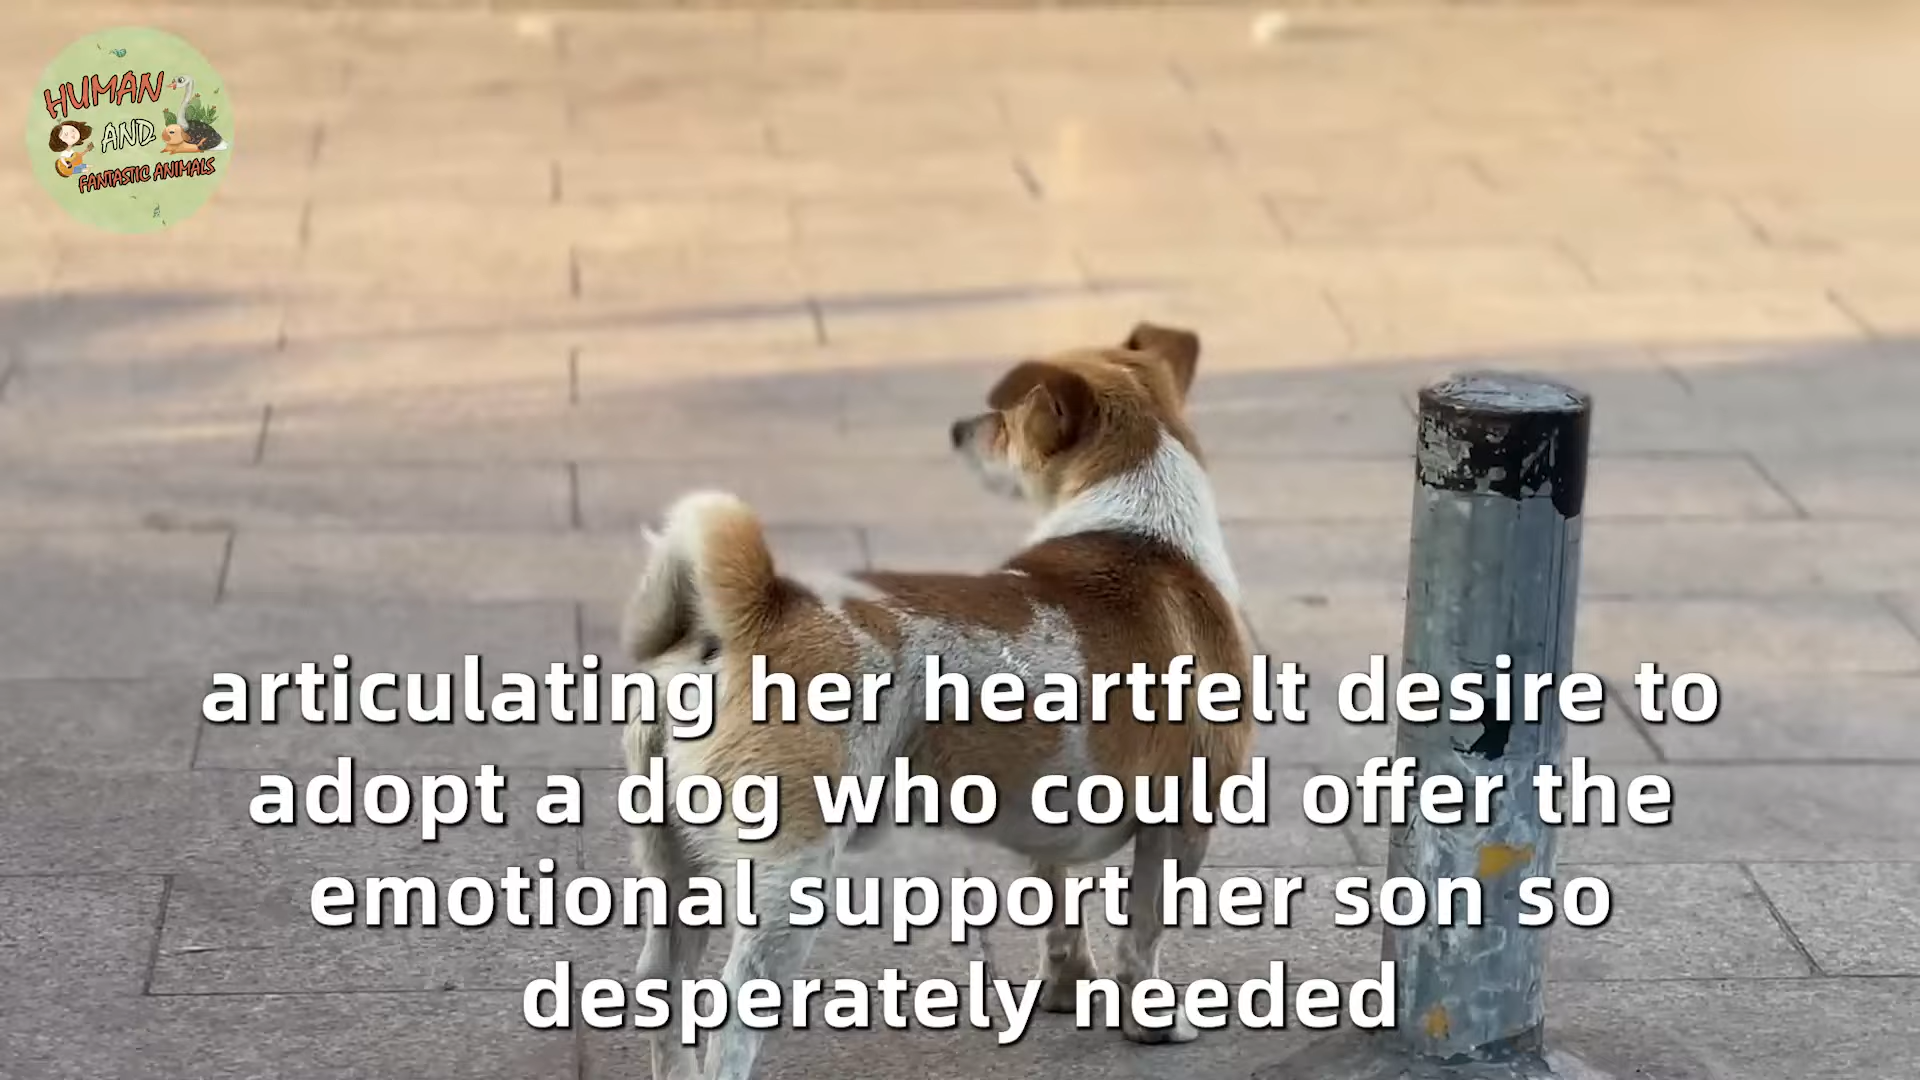 HUMAN
AND
FANTASTIC ANIMALS
articulating her heartfelt desire to
adopt a dog who could offer the
emotional support her son so
desperately needed